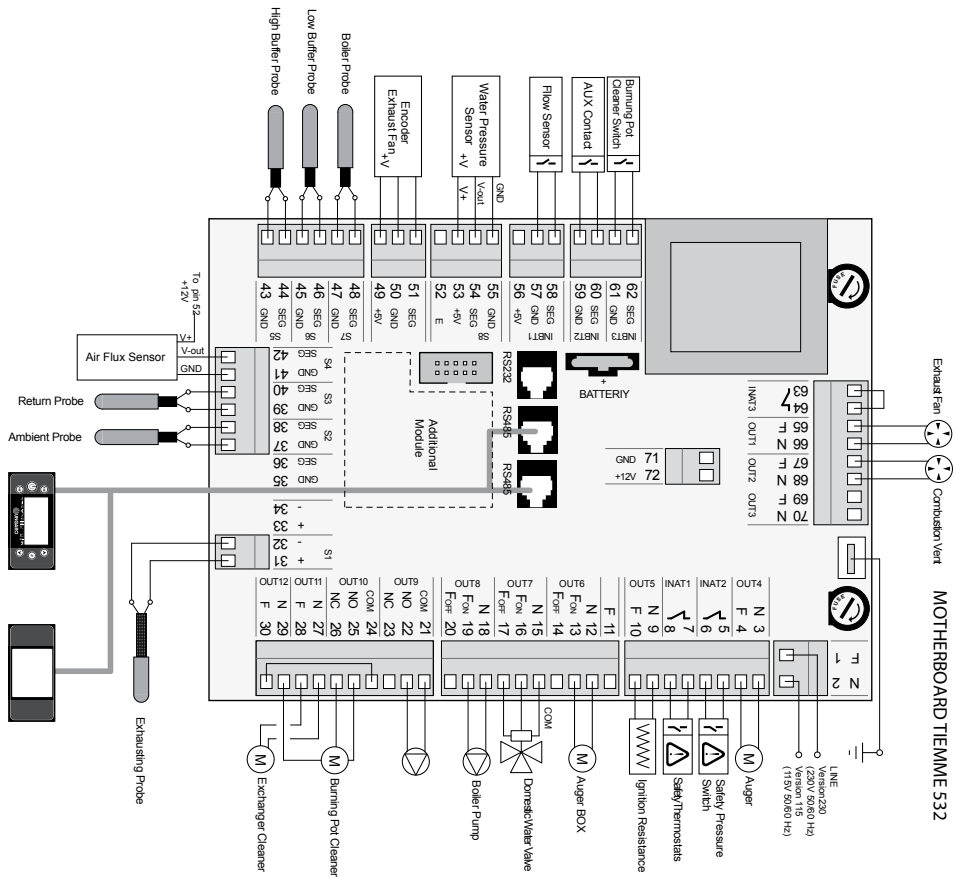 MOTHERBOARD TIEMME 532
High Buffer Probe
Low Buffer Probe
Boiler Probe
Encoder
Exhaust Fan
+V
Water Pressure
Sensor
+V
V+
V-out
GND
Fllow Sensor
AUX Contact
Burnung Pot
Cleaner Switch
FUSE
Exhaust Fan
Combustion Vent
43 GND
44 SEG
S5
45 GND
46 SEG
S6
47 GND
48 SEG
S7
49 +5V
50 GND
51 SEG
52 E
53 +5V
54 SEG
55 GND
S8
56 +5V
57 GND
58 SEG
INBT1
59 GND
60 SEG
INBT2
61 GND
62 SEG
INBT3
To pin 52
+12V
V+
V-out
GND
Air Flux Sensor
Return Probe
Ambient Probe
42 SEG
41 GND
S4
40 SEG
39 GND
S3
38 SEG
37 GND
S2
36 SEG
35 GND
34 -
33 +
32 -
31 +
S1
RS232
RS485
RS485
+
BATTERIY
Additional
Module
GND 71
+12V 72
63
64
INAT3
65 F
66 N
OUT1
67 F
68 N
OUT2
69 F
70 N
OUT3
OUT12
F 30
N 29
OUT11
F 28
N 27
OUT10
NC 26
NO 25
COM 24
OUT9
NC 23
NO 22
COM 21
OUT8
FOFF 20
FON 19
N 18
OUT7
FOFF 17
FON 16
N 15
OUT6
FOFF 14
FON 13
N 12
F 11
OUT5
F 10
N 9
INAT1
8
7
INAT2
6
5
OUT4
F 4
N 3
F 1
N 2
FUSE
Exhausting Probe
Exchanger Cleaner
M
Burning Pot Cleaner
M
Boiler Pump
Domestic Water Valve
COM
Auger BOX
M
Ignition Resistance
Safety Thermostats
Safety Pressure
Switch
Auger
M
LINE
Version 230
(230V 50/60 Hz)
Version 115
(115V 50/60 Hz)